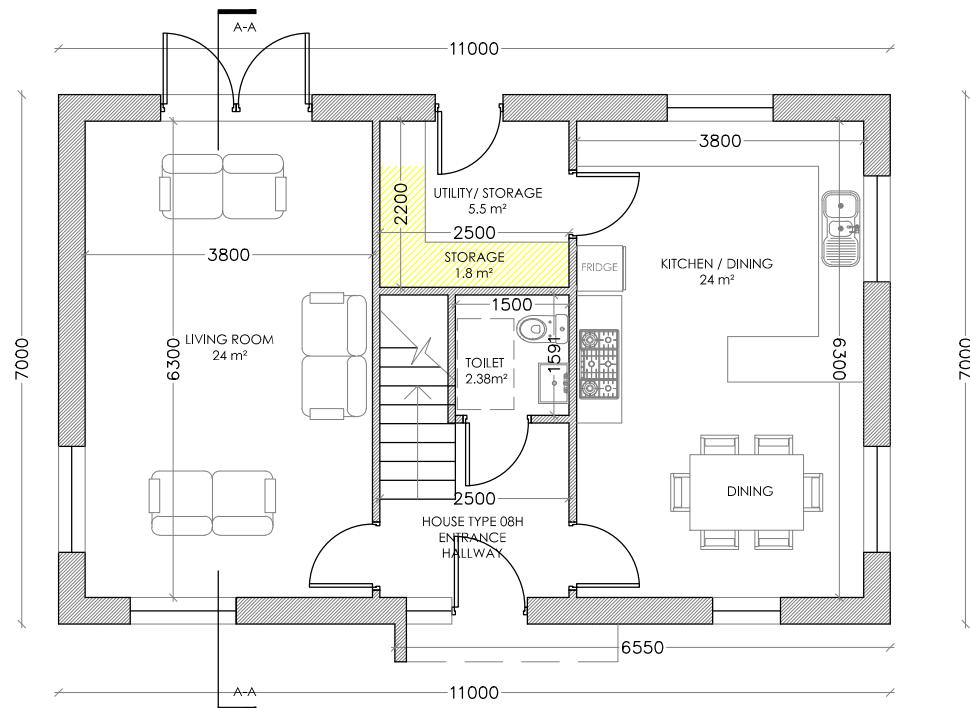 A-A
11000
3800
2200
UTILITY/ STORAGE
5.5 m²
2500
3800
STORAGE
1.8 m²
FRIDGE
KITCHEN / DINING
24 m²
1500
7000
6300
LIVING ROOM
24 m²
TOILET
2.38m²
1591
6300
7000
DINING
2500
HOUSE TYPE 08H
ENTRANCE
HALLWAY
6550
A-A
11000